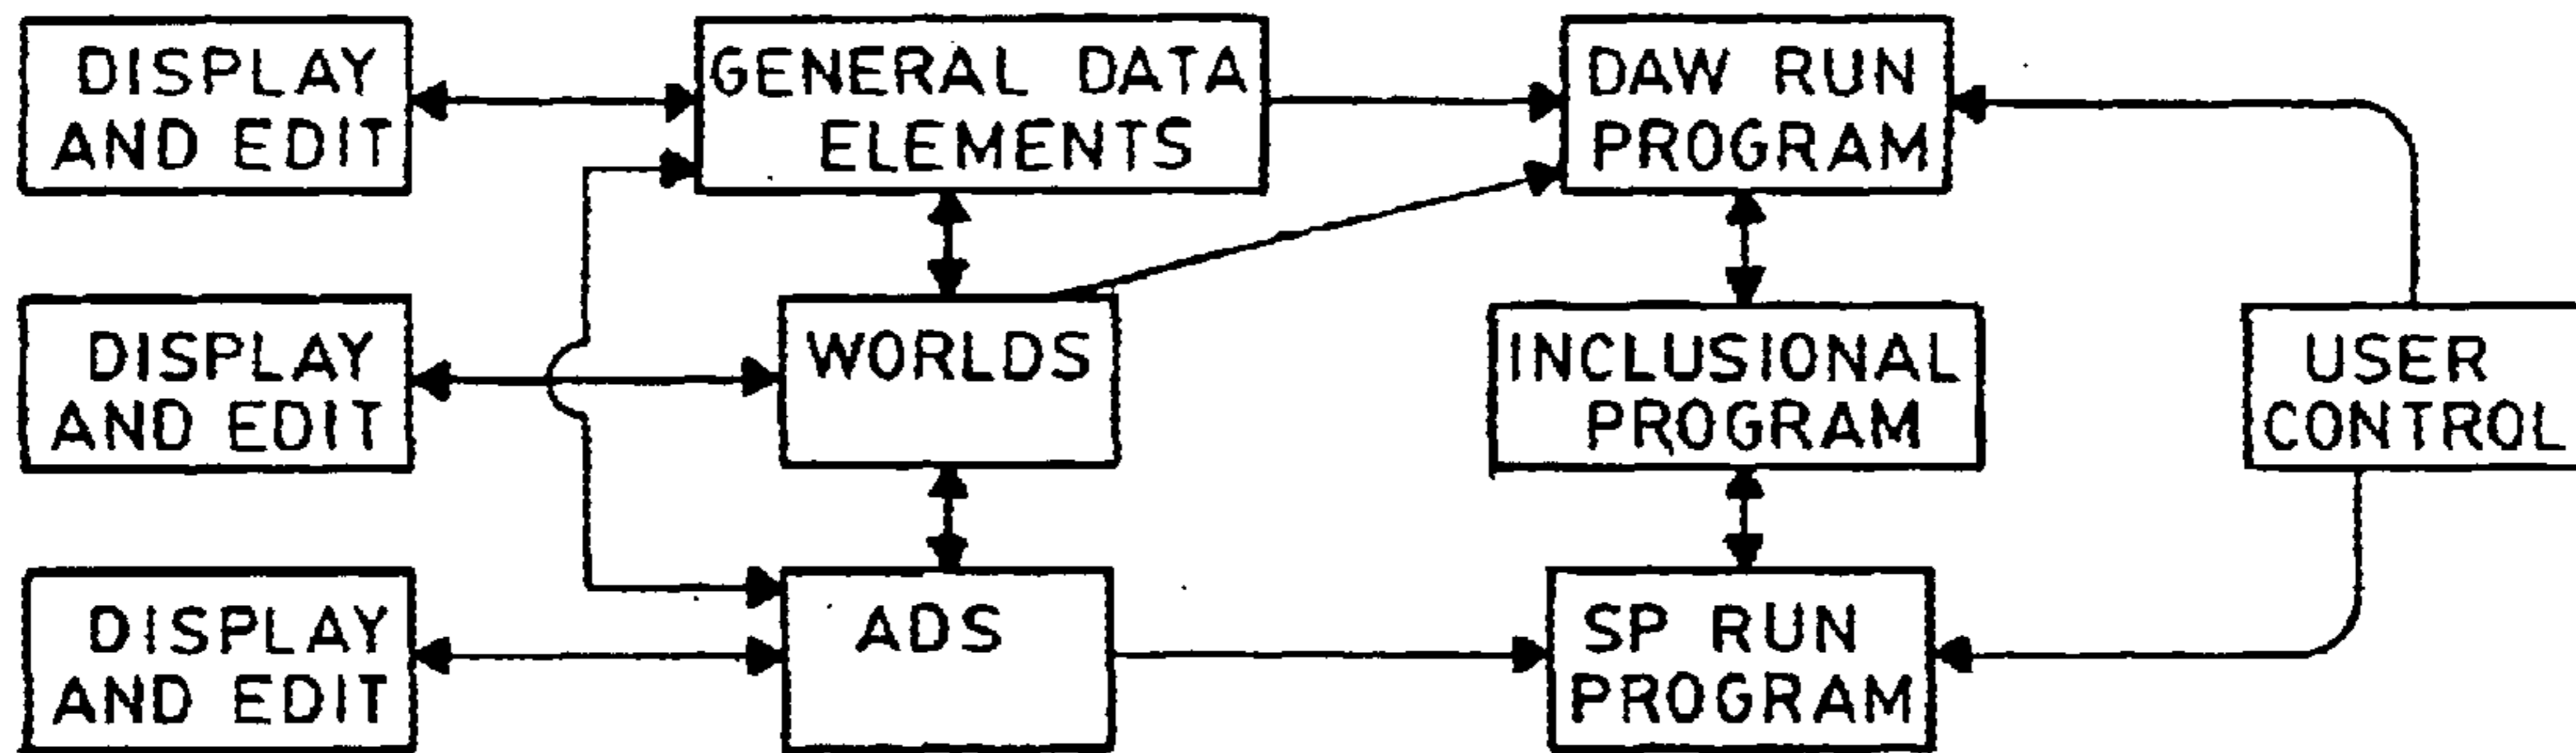 DISPLAY
AND EDIT
GENERAL DATA
ELEMENTS
DAW RUN
PROGRAM
DISPLAY
AND EDIT
WORLDS
INCLUSIONAL
PROGRAM
USER
CONTROL
DISPLAY
AND EDIT
ADS
SP RUN
PROGRAM